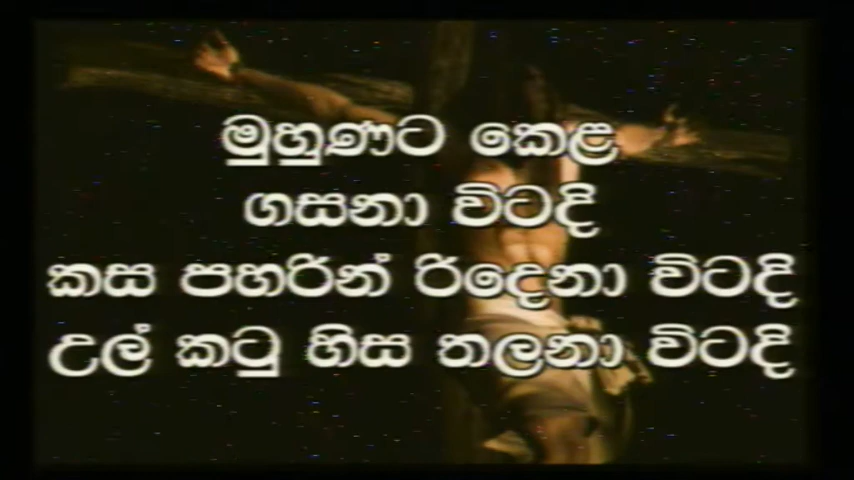 මුහුණට කෙළ
ගසනා විටදි
කස පහරින් රිදෙනා විටදි
උල් කටු හිස තලනා විටදි